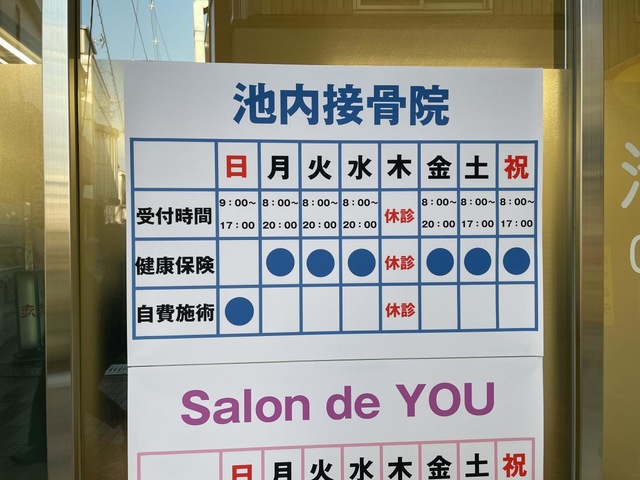 池内接骨院
日 月 火 水 木 金 土 祝
受付時間 9：00～17：00 8：00～20：00 8：00～20：00 8：00～20：00 休診 8：00～20：00 8：00～17：00 8：00～17：00
健康保険 ● ● ● 休診 ● ● ●
自費施術 ● 休診
Salon de YOU
日 月 火 水 木 金 土 祝